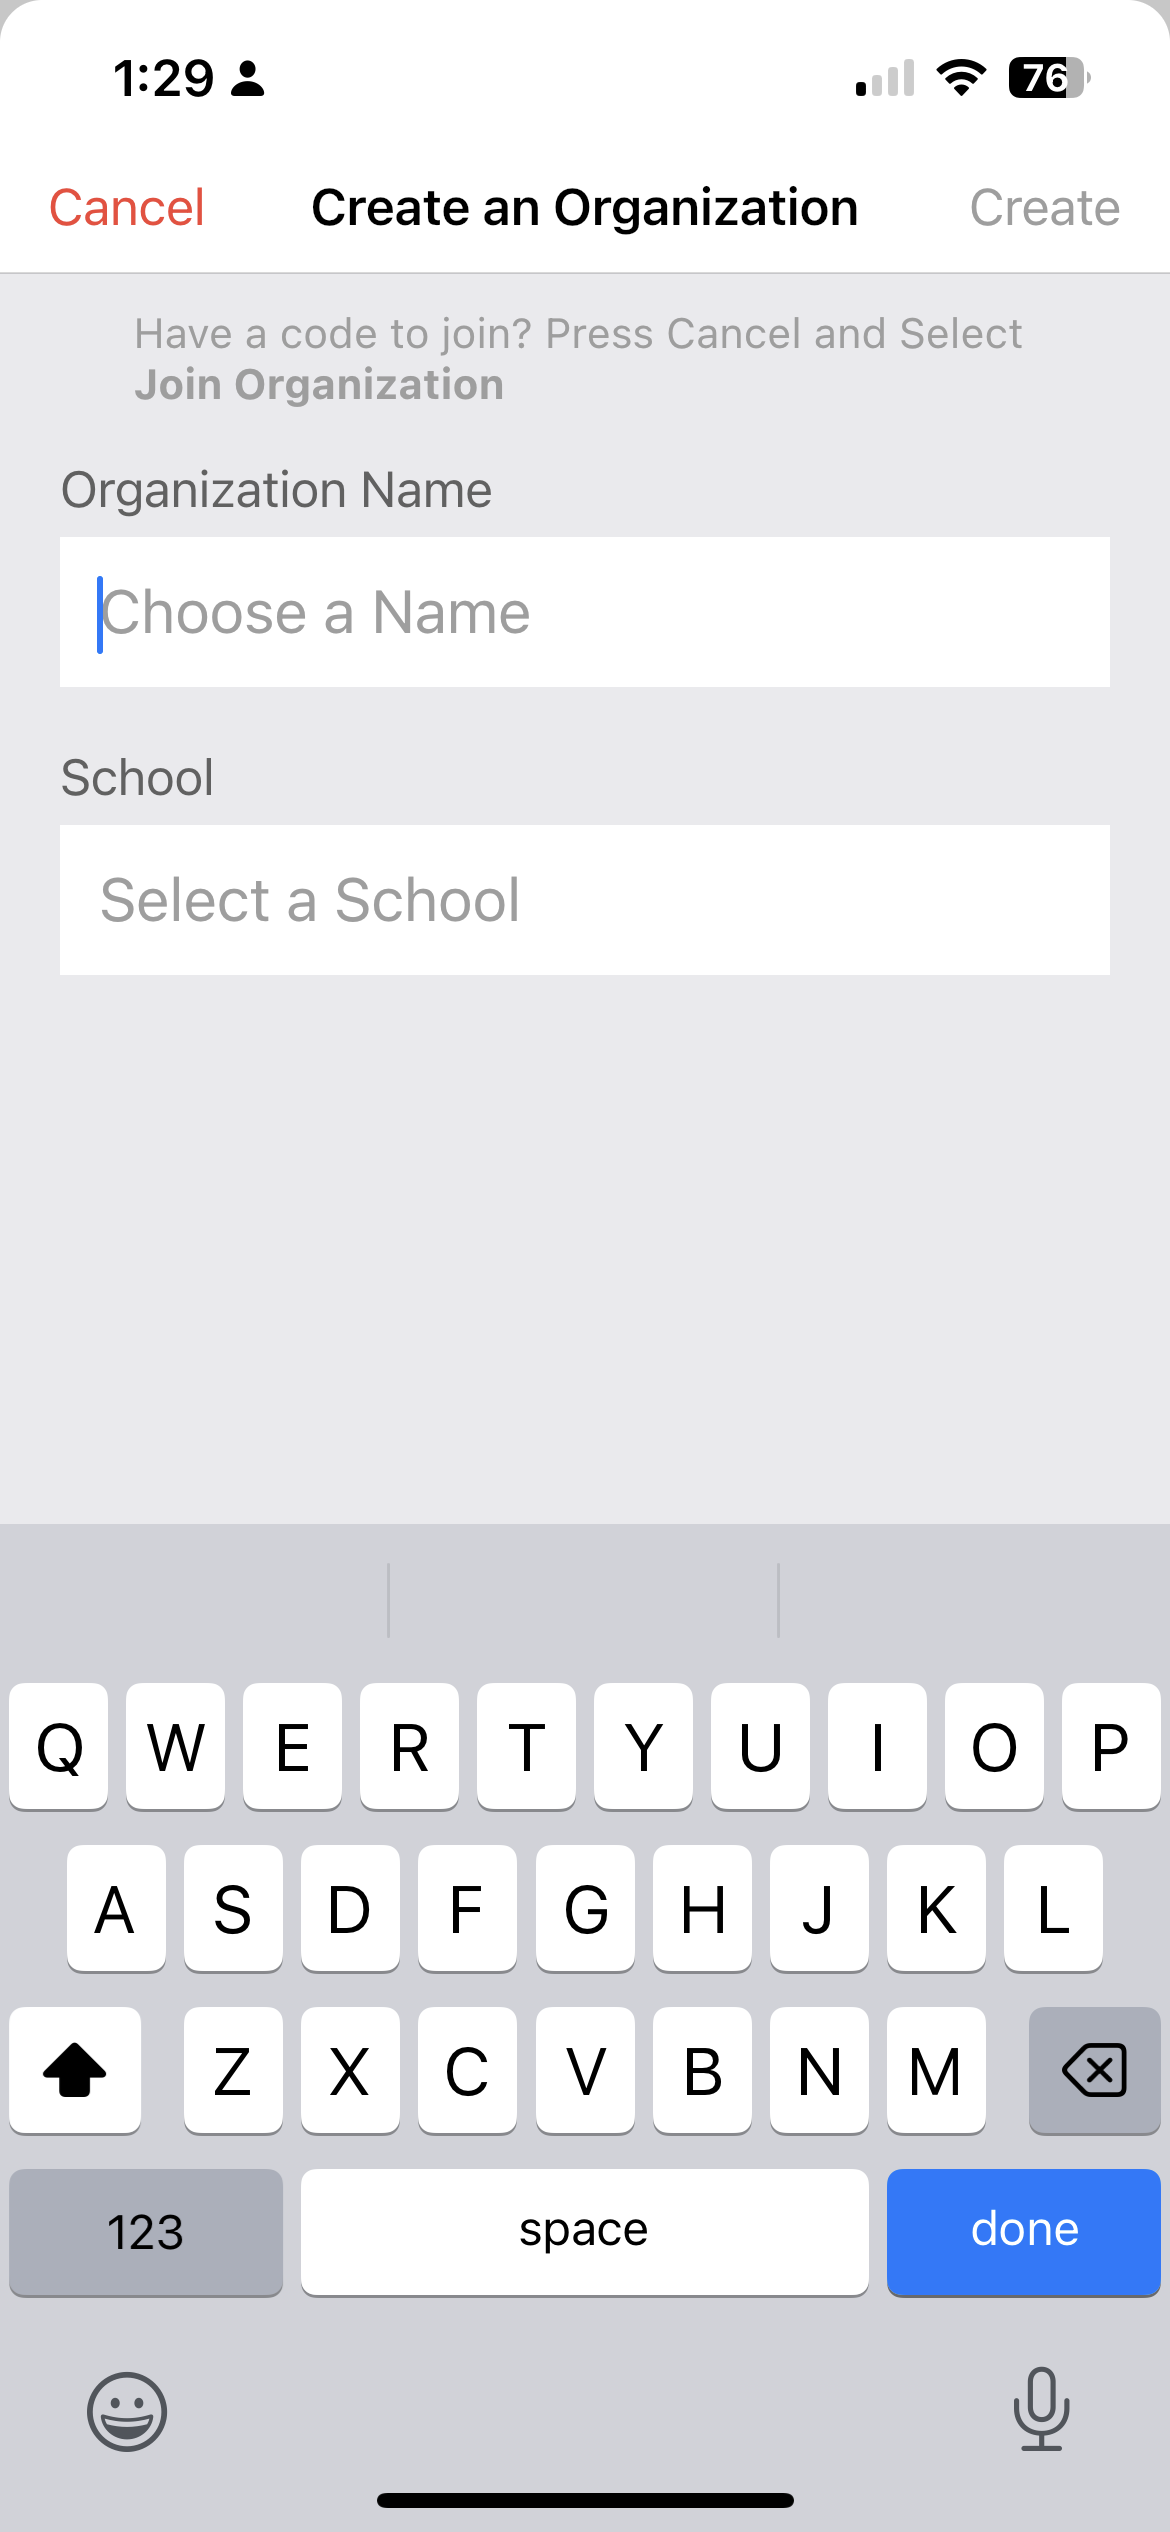 1:29
76
Cancel
Create an Organization
Create
Have a code to join? Press Cancel and Select
Join Organization
Organization Name
Choose a Name
School
Select a School
Q W E R T Y U I O P
A S D F G H J K L
Z X C V B N M
123
space
done